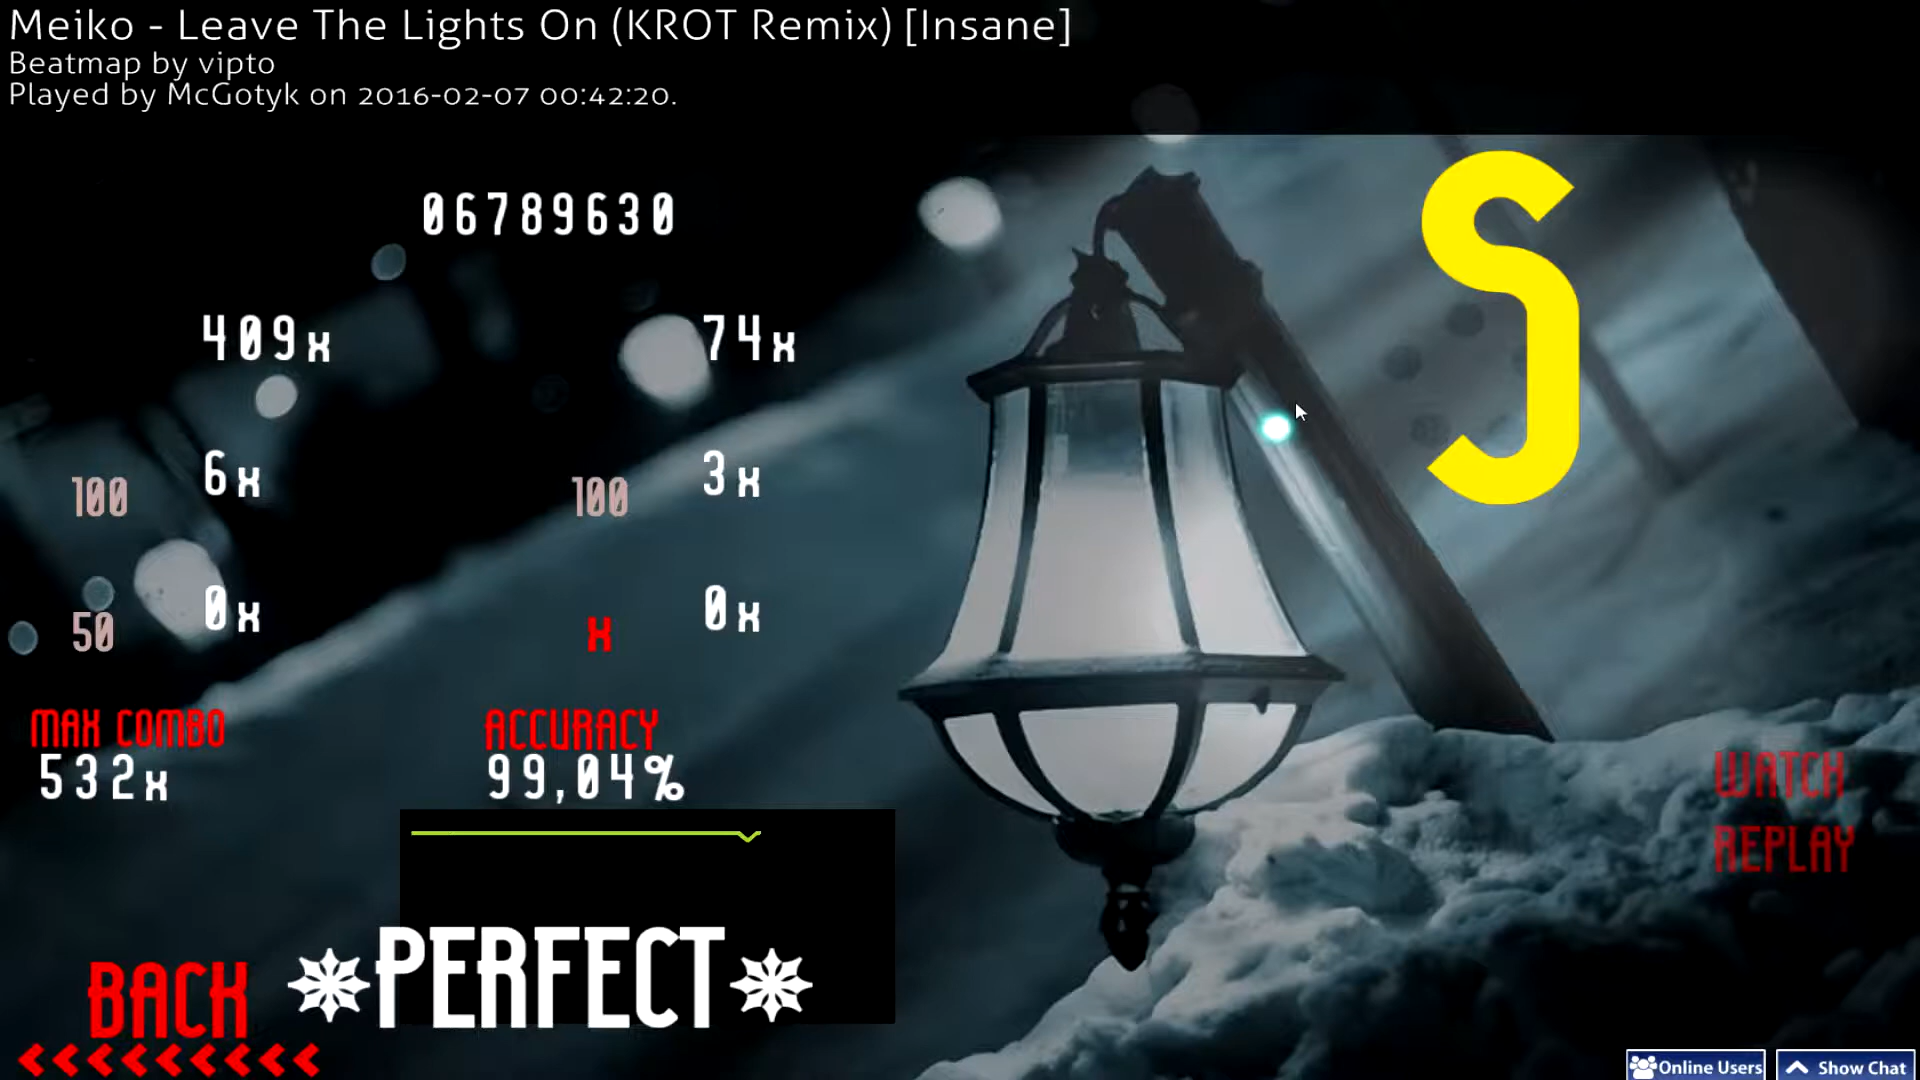 Meiko - Leave The Lights On (KROT Remix) [Insane]
Beatmap by vipto
Played by McGotyk on 2016-02-07 00:42:20.
06789630
409x 74x
100 6x 100 3x
50 0x x 0x
MAX COMBO ACCURACY
532x 99,04%
WATCH
REPLAY
PERFECT
BACK
Online Users Show Chat